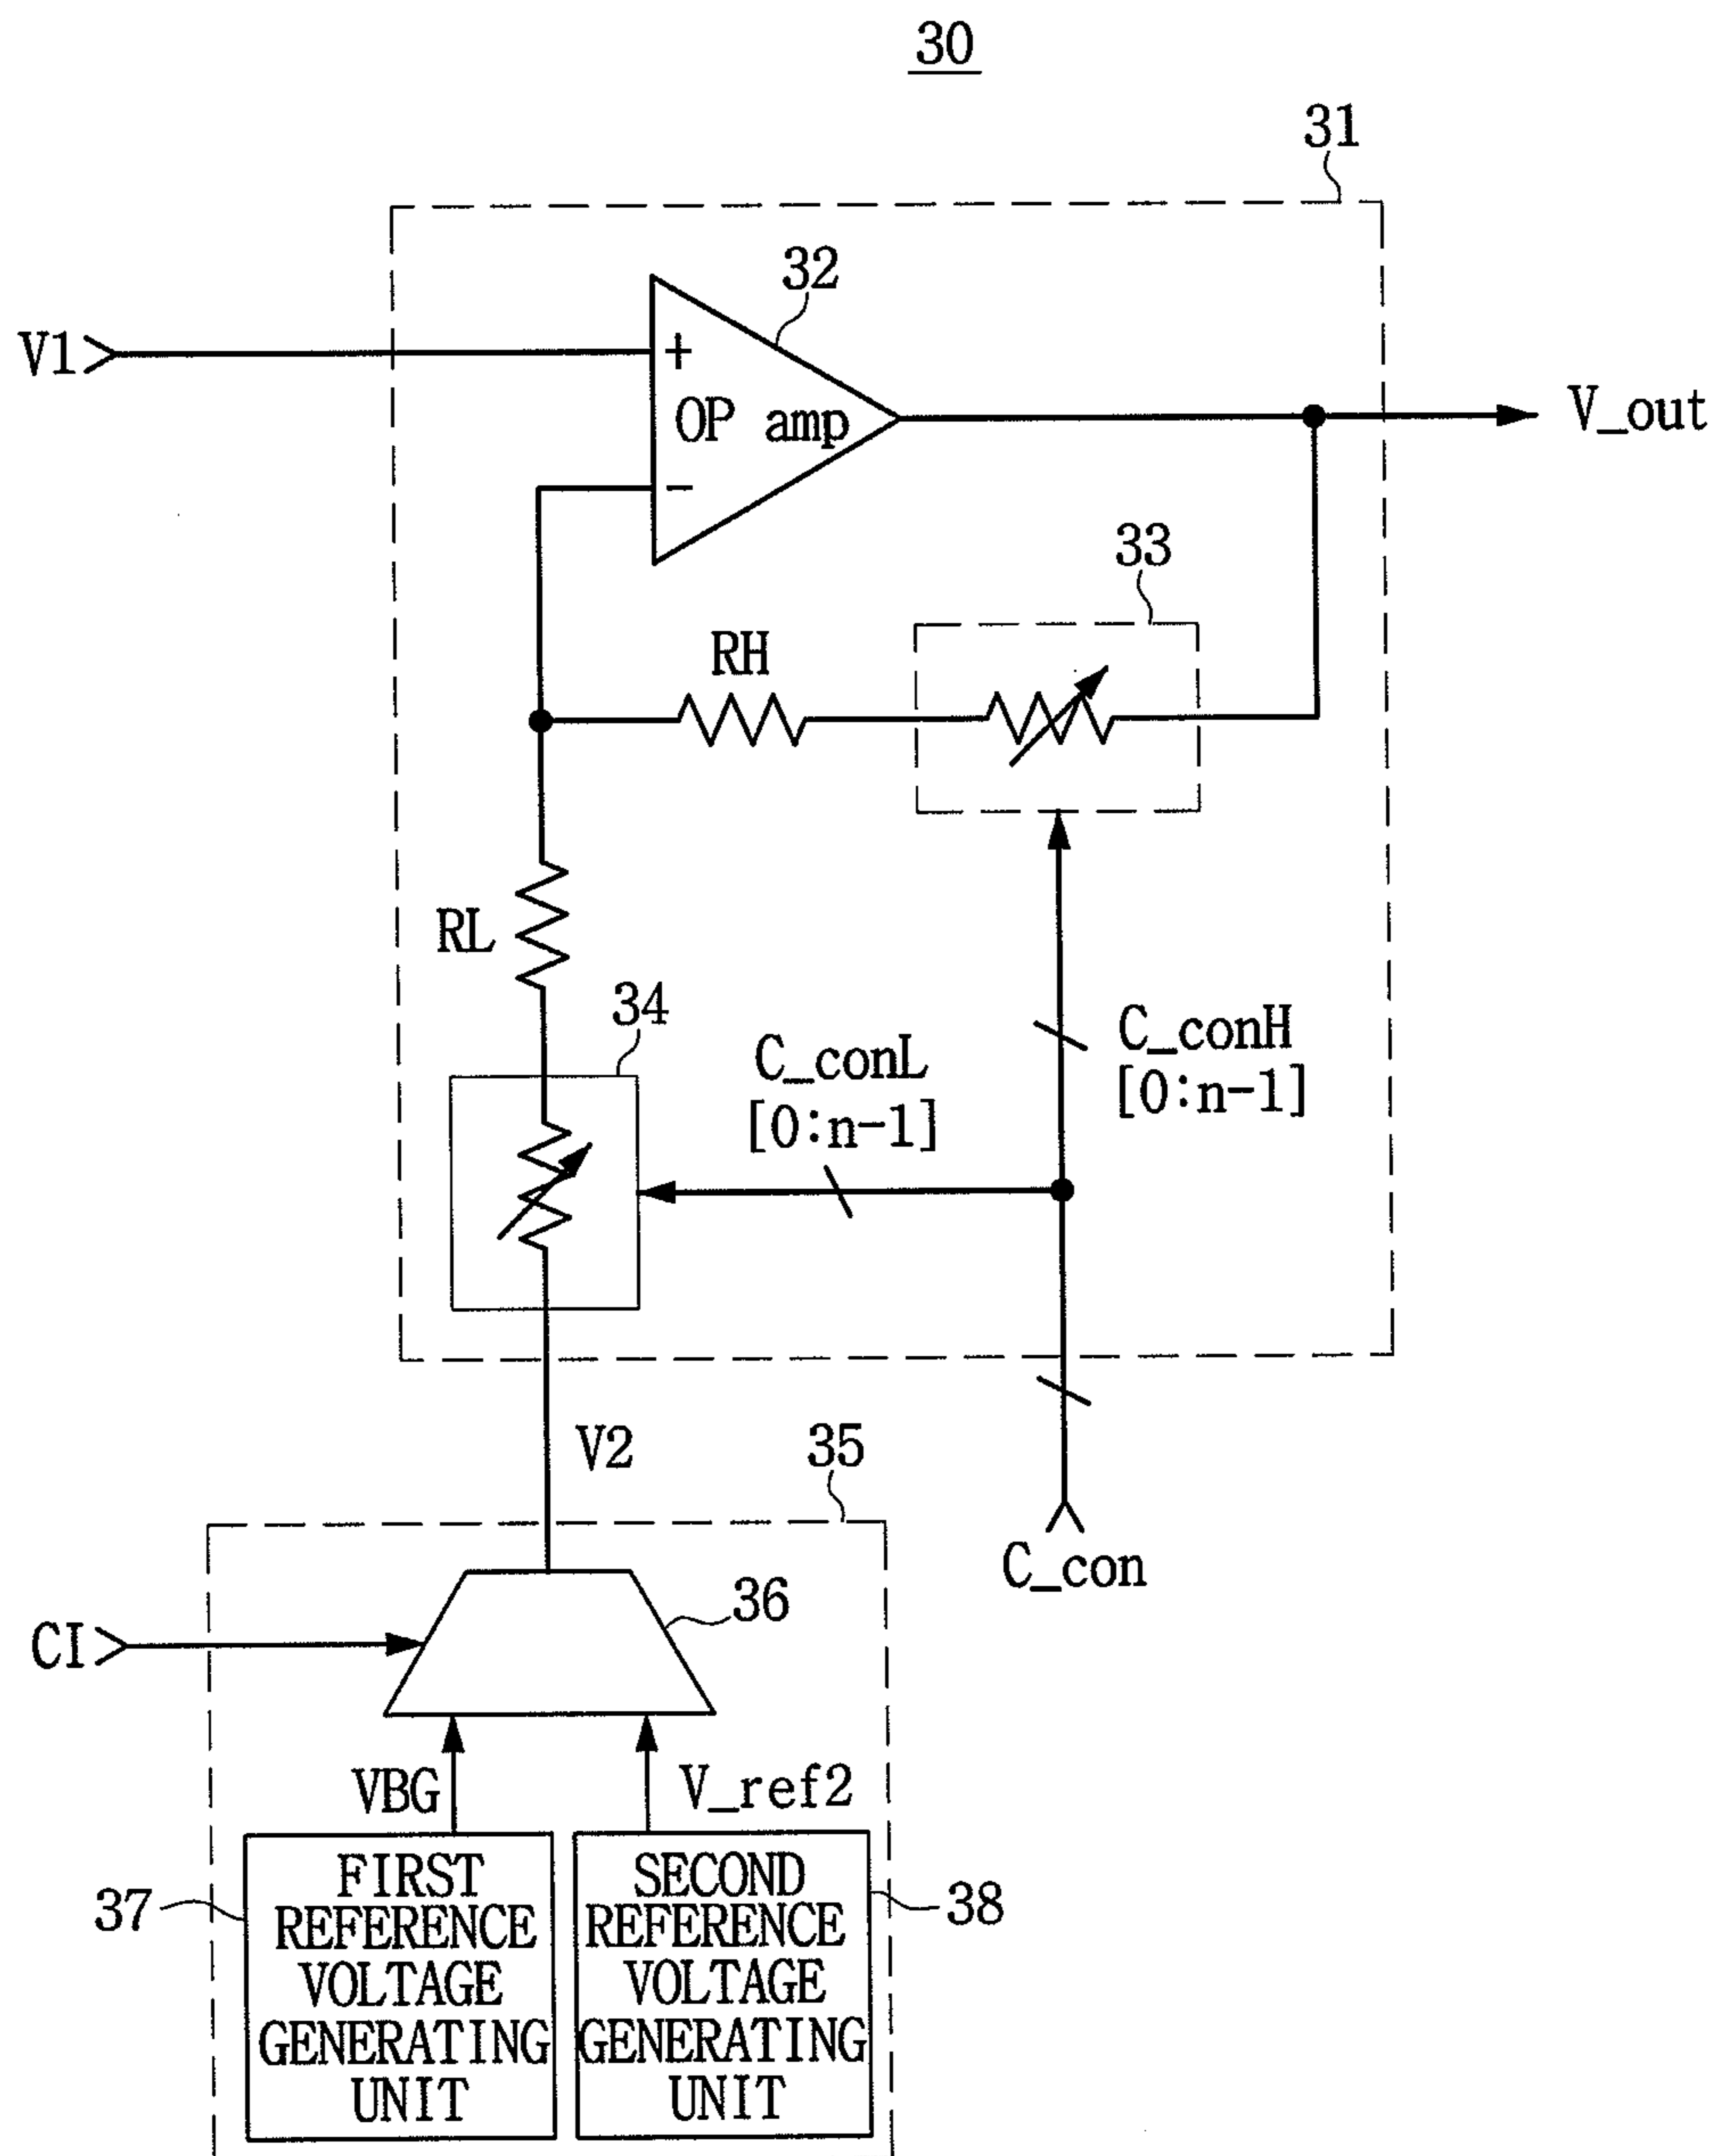 30
31
32
V1
+
OP amp
V_out
-
33
RH
RL
34
C_conL
[0:n-1]
C_conH
[0:n-1]
V2
35
C_con
36
CI
VBG
V_ref2
37
FIRST
REFERENCE
VOLTAGE
GENERATING
UNIT
SECOND
REFERENCE
VOLTAGE
GENERATING
UNIT
38